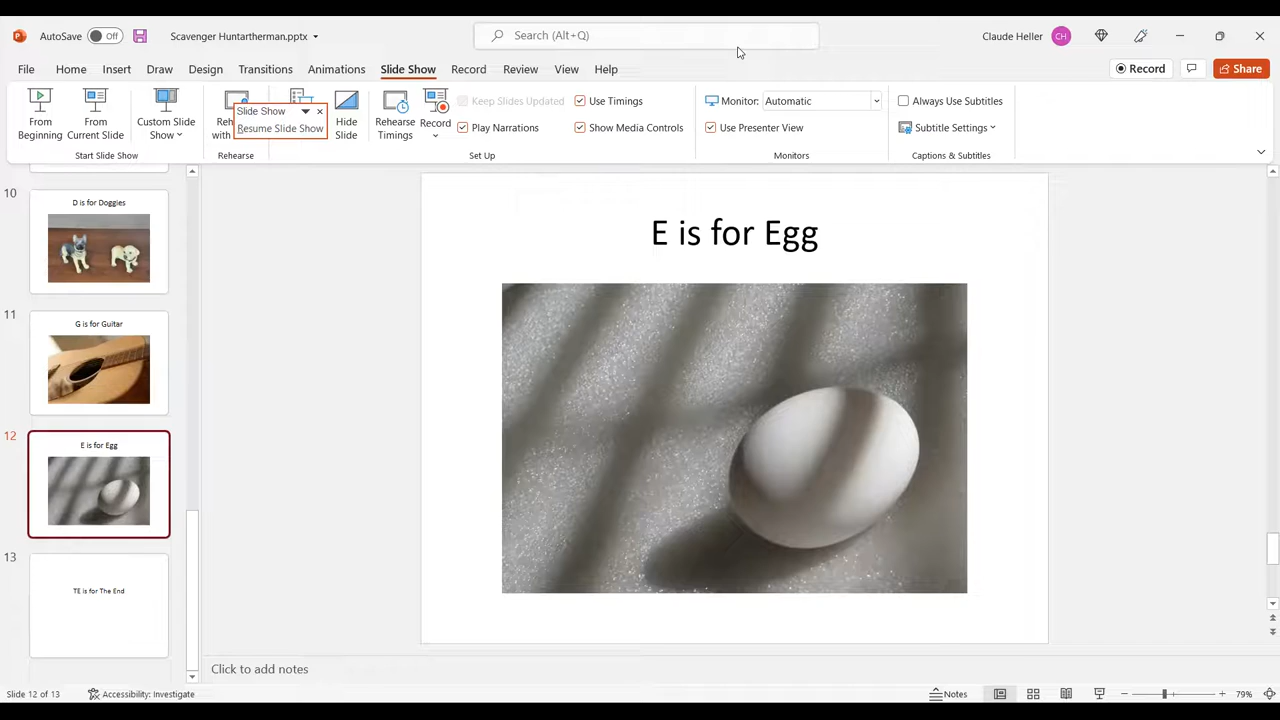 AutoSave Off Scavenger Huntartherman.pptx Search (Alt+Q) Claude Heller CH
File Home Insert Draw Design Transitions Animations Slide Show Record Review View Help Record Share
From Beginning
From Current Slide
Custom Slide Show
Slide Show
Resume Slide Show
Hide Slide
Rehearse Timings
Record
Keep Slides Updated
Play Narrations
Use Timings
Show Media Controls
Monitor: Automatic
Use Presenter View
Always Use Subtitles
Subtitle Settings
Start Slide Show Rehearse Set Up Monitors Captions & Subtitles
10
D is for Doggies
11
G is for Guitar
12
E is for Egg
13
TE is for The End
E is for Egg
Click to add notes
Slide 12 of 13 Accessibility: Investigate Notes 79%